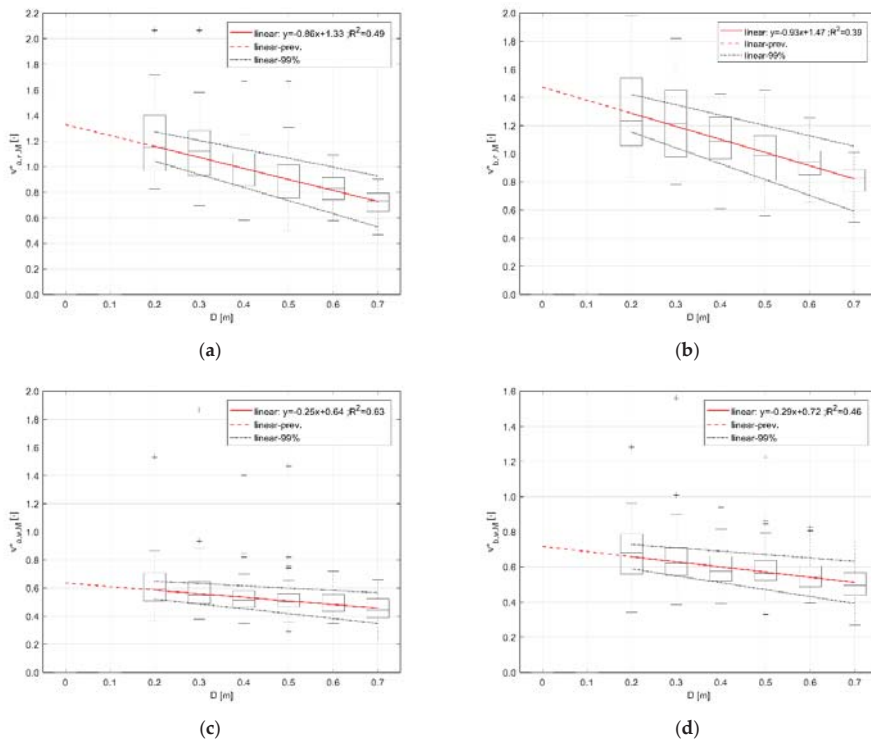 linear: y=-0.86x+1.33 ;R²=0.49
linear-prev.
linear-99%
2.2
2.0
1.8
1.6
1.4
1.2
1.0
0.8
0.6
0.4
0.2
0.0
v*a,r,M [-]
0 0.1 0.2 0.3 0.4 0.5 0.6 0.7
D [m]
(a)
linear: y=-0.93x+1.47 ;R²=0.39
linear-prev.
linear-99%
2.0
1.8
1.6
1.4
1.2
1.0
0.8
0.6
0.4
0.2
0.0
v*b,r,M [-]
0 0.1 0.2 0.3 0.4 0.5 0.6 0.7
D [m]
(b)
linear: y=-0.25x+0.64 ;R²=0.63
linear-prev.
linear-99%
2.0
1.8
1.6
1.4
1.2
1.0
0.8
0.6
0.4
0.2
0.0
v*a,v,M [-]
0 0.1 0.2 0.3 0.4 0.5 0.6 0.7
D [m]
(c)
linear: y=-0.29x+0.72 ;R²=0.46
linear-prev.
linear-99%
1.6
1.4
1.2
1.0
0.8
0.6
0.4
0.2
0.0
v*b,v,M [-]
0 0.1 0.2 0.3 0.4 0.5 0.6 0.7
D [m]
(d)